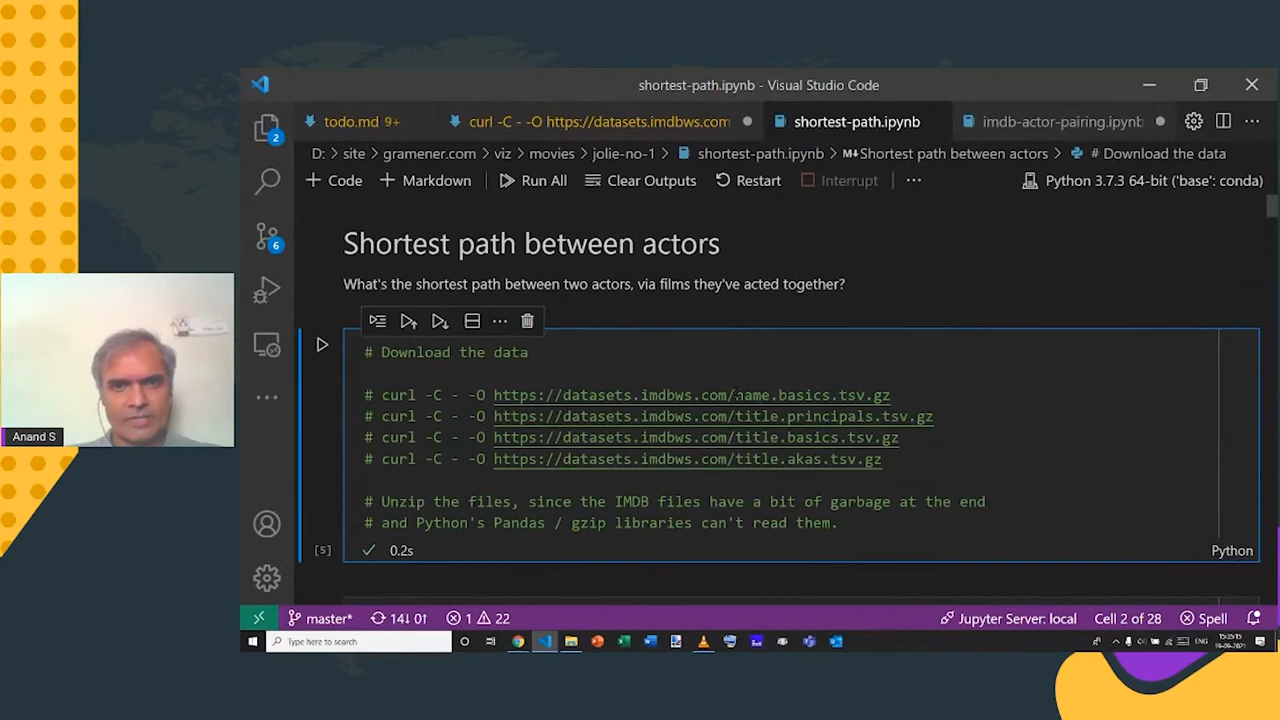 shortest-path.ipynb - Visual Studio Code
todo.md 9+
curl -C - -O https://datasets.imdbws.com
shortest-path.ipynb
imdb-actor-pairing.ipynb
D: > site > gramener.com > viz > movies > jolie-no-1 > shortest-path.ipynb > M↓Shortest path between actors > # Download the data
+ Code + Markdown Run All Clear Outputs Restart Interrupt ··· Python 3.7.3 64-bit ('base': conda)
Shortest path between actors
What's the shortest path between two actors, via films they've acted together?
# Download the data
# curl -C - -O https://datasets.imdbws.com/name.basics.tsv.gz
# curl -C - -O https://datasets.imdbws.com/title.principals.tsv.gz
# curl -C - -O https://datasets.imdbws.com/title.basics.tsv.gz
# curl -C - -O https://datasets.imdbws.com/title.akas.tsv.gz
# Unzip the files, since the IMDB files have a bit of garbage at the end
# and Python's Pandas / gzip libraries can't read them.
[5] 0.2s Python
2
6
Anand S
master* 14↓ 0↑ 1 22 Jupyter Server: local Cell 2 of 28 Spell
Type here to search
ENG
19-09-2021